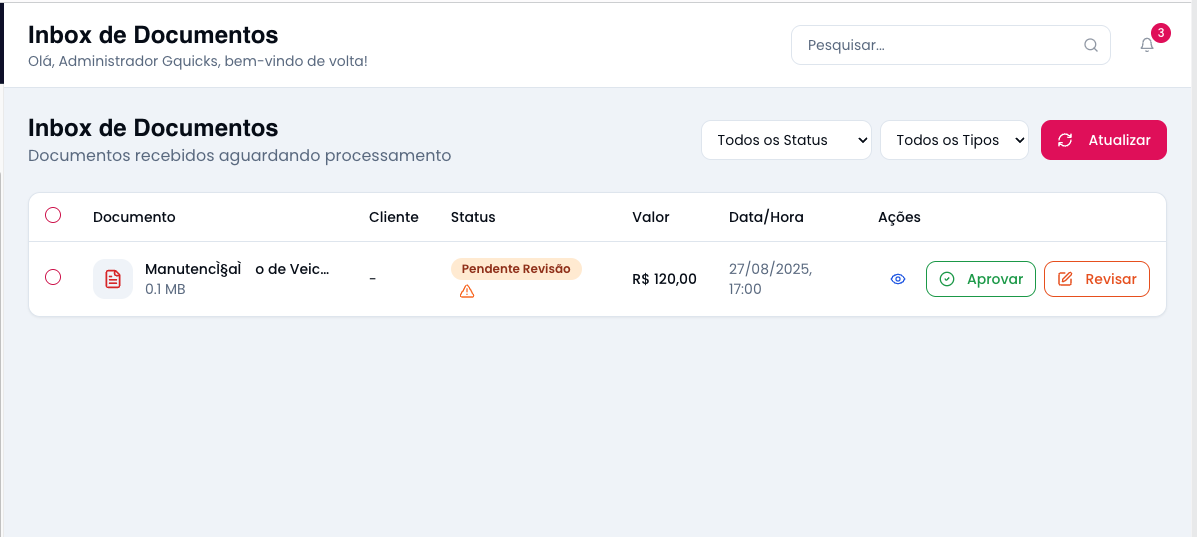 Inbox de Documentos
Olá, Administrador Gquicks, bem-vindo de volta!
Pesquisar...
3
Inbox de Documentos
Documentos recebidos aguardando processamento
Todos os Status
Todos os Tipos
Atualizar
Documento Cliente Status Valor Data/Hora Ações
ManutencÌ§aÌ  o de Veic...
0.1 MB
-
Pendente Revisão
R$ 120,00
27/08/2025,
17:00
Aprovar
Revisar